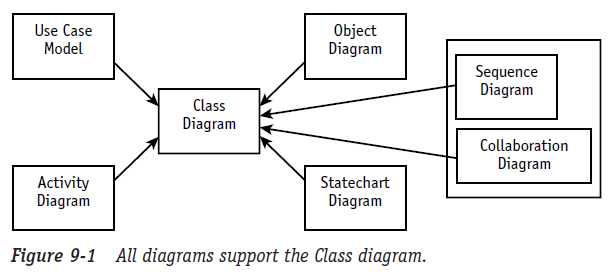 Use Case
Model
Object
Diagram
Sequence
Diagram
Class
Diagram
Collaboration
Diagram
Activity
Diagram
Statechart
Diagram
Figure 9-1 All diagrams support the Class diagram.